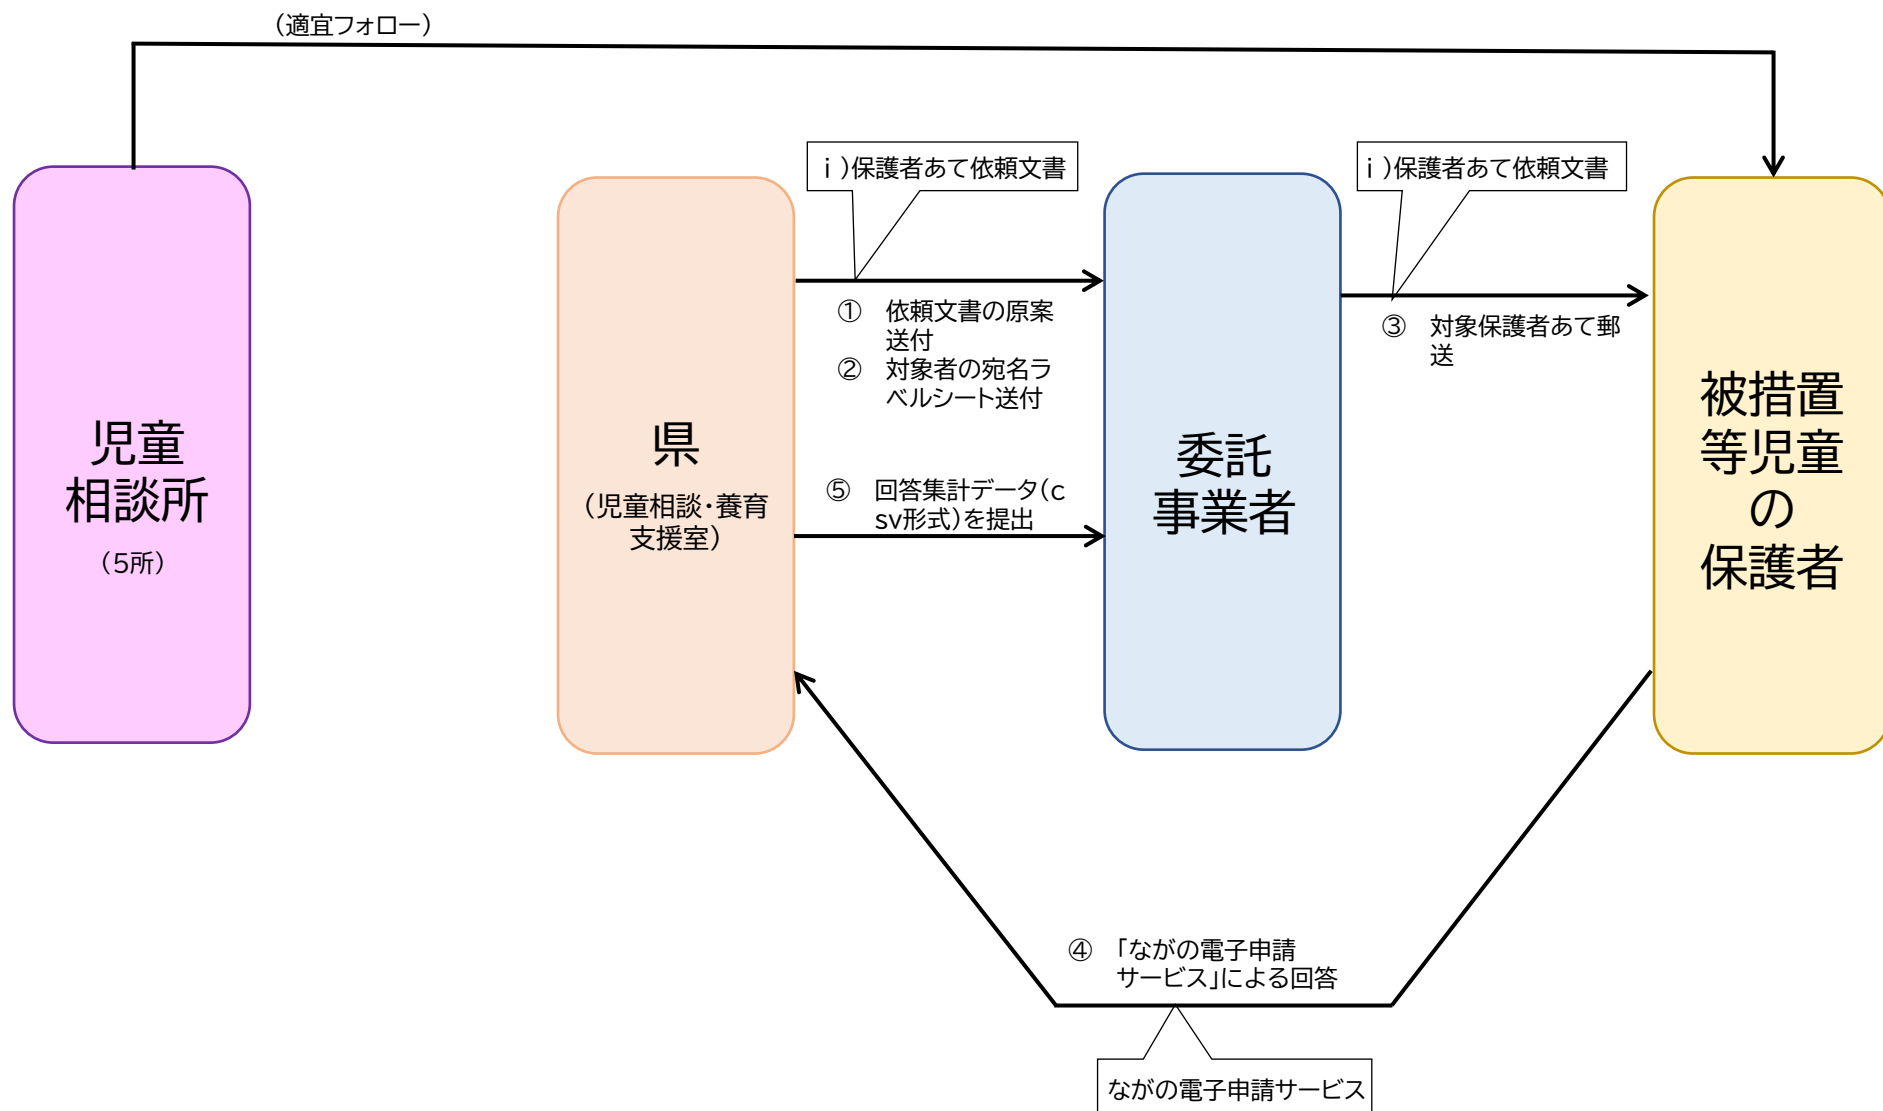 （適宜フォロー）
ⅰ）保護者あて依頼文書
ⅰ）保護者あて依頼文書
①　依頼文書の原案
送付
②　対象者の宛名ラ
ベルシート送付
③　対象保護者あて郵
送
児童
相談所
（5所）
県
（児童相談・養育
支援室）
⑤　回答集計データ（c
sv形式）を提出
委託
事業者
被措置
等児童
の
保護者
④　「ながの電子申請
サービス」による回答
ながの電子申請サービス